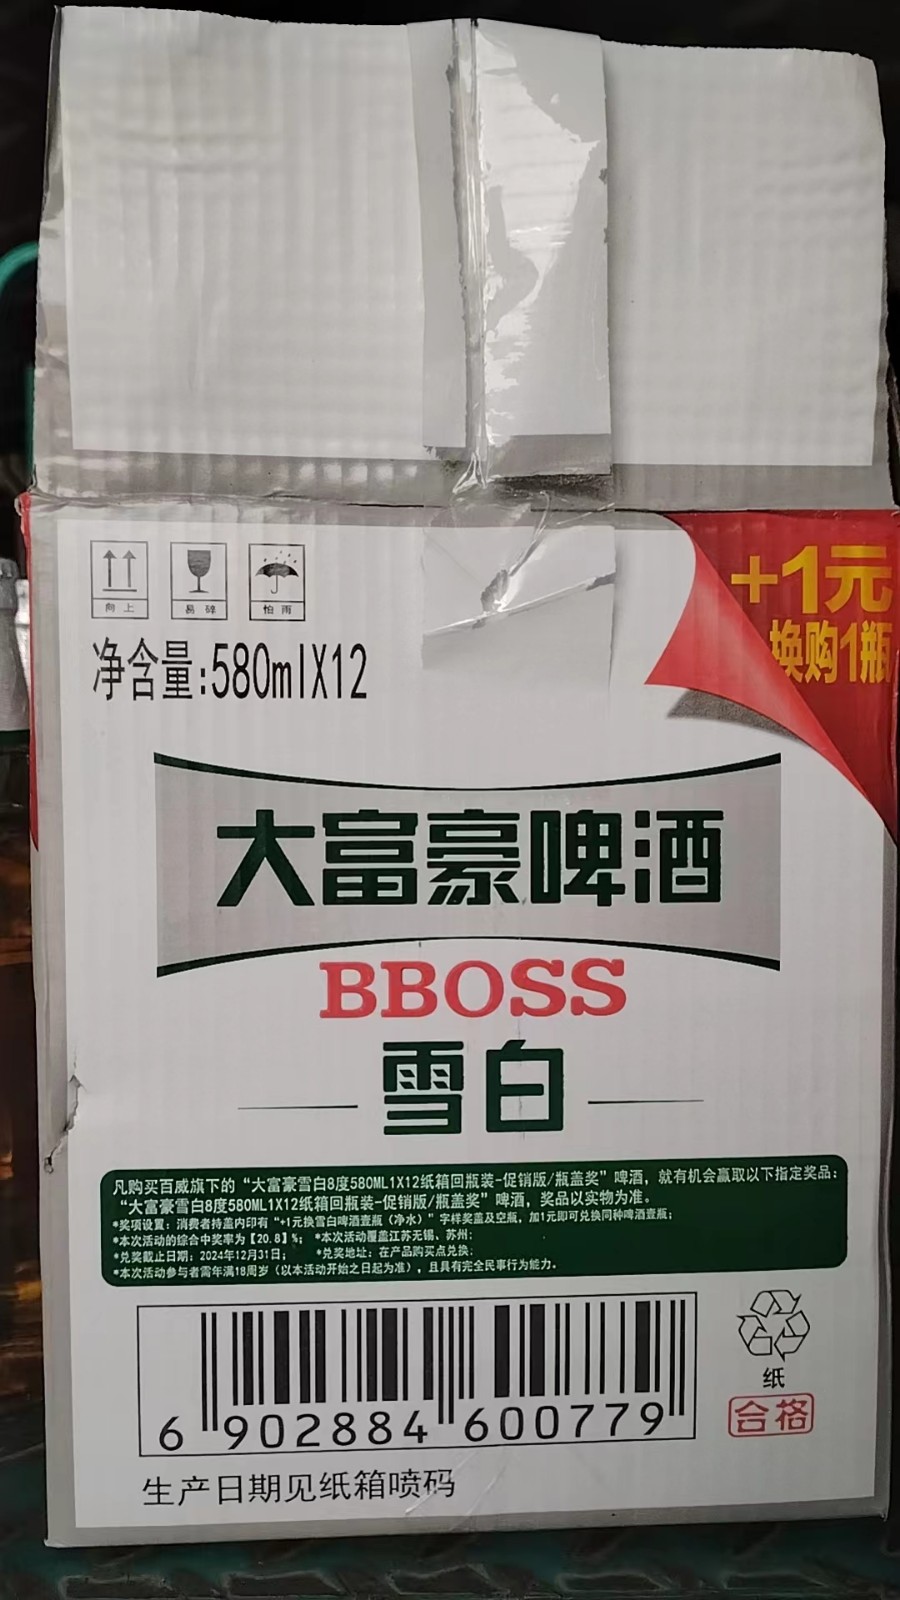 +1元
换购1瓶
向上
易碎
怕雨
净含量:580mlX12
大富豪啤酒
BBOSS
雪白
凡购买百威旗下的“大富豪雪白8度580ML1X12纸箱回瓶装-促销版/瓶盖奖”啤酒，就有机会赢取以下指定奖品:
“大富豪雪白8度580ML1X12纸箱回瓶装-促销版/瓶盖奖”啤酒，奖品以实物为准。
*奖项设置：消费者持盖内印有“+1元换雪白啤酒壹瓶（净水）”字样奖盖及空瓶，加1元即可兑换同种啤酒壹瓶;
*本次活动的综合中奖率为【20.8】%; *本次活动覆盖江苏无锡、苏州;
*兑奖截止日期：2024年12月31日; *兑奖地址：在产品购买点兑换;
*本次活动参与者需年满18周岁（以本活动开始之日起为准），且具有完全民事行为能力。
6 902884 600779
纸
合格
生产日期见纸箱喷码